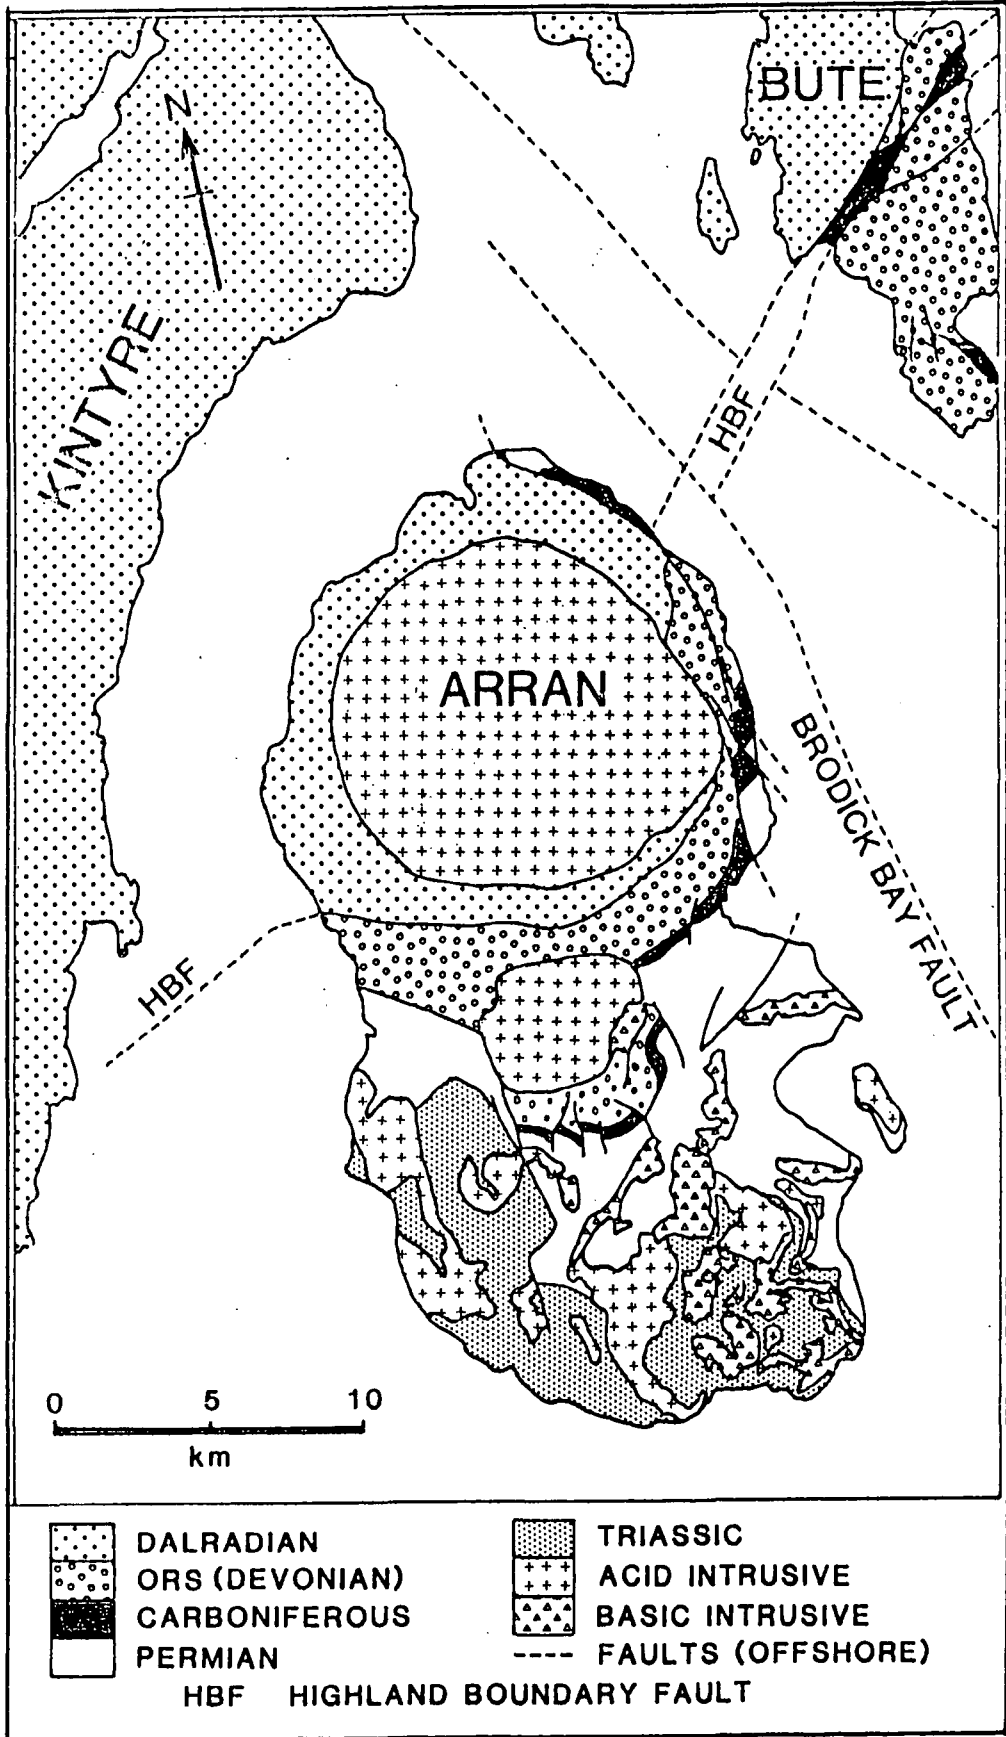 BUTE
N
KINTYRE
HBF
ARRAN
BRODICK BAY FAULT
HBF
0 5 10
km
DALRADIAN
ORS (DEVONIAN)
CARBONIFEROUS
PERMIAN
TRIASSIC
ACID INTRUSIVE
BASIC INTRUSIVE
FAULTS (OFFSHORE)
HBF HIGHLAND BOUNDARY FAULT